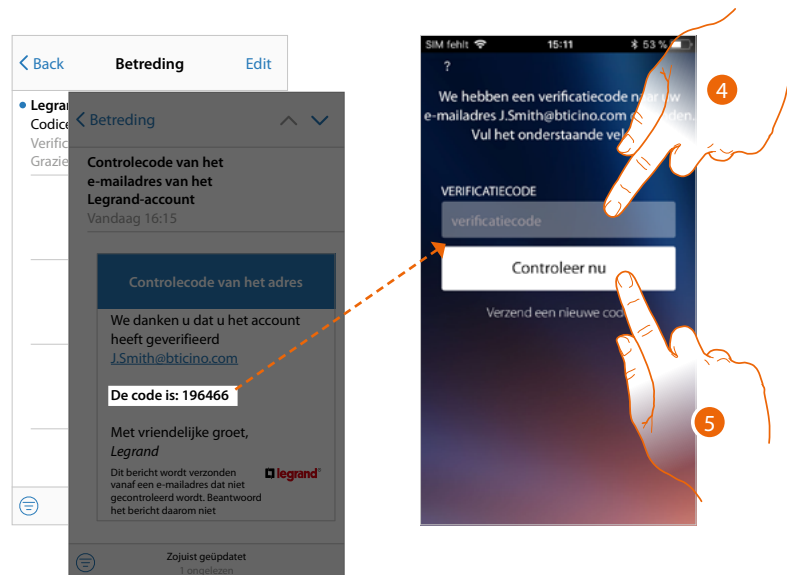 Back Betreding Edit
Legran
Codice
Verific
Grazie
Betreding
Controlecode van het
e-mailadres van het
Legrand-account
Vandaag 16:15
Controlecode van het adres
We danken u dat u het account
heeft geverifieerd
J.Smith@bticino.com
De code is: 196466
Met vriendelijke groet,
Legrand
Dit bericht wordt verzonden
vanaf een e-mailadres dat niet
gecontroleerd wordt. Beantwoord
het bericht daarom niet
legrand®
Zojuist geüpdatet
1 ongelezen
SIM fehlt 15:11 53 %
?
We hebben een verificatiecode naar uw
e-mailadres J.Smith@bticino.com
Vul het onderstaande
VERIFICATIECODE
verificatiecode
Controleer nu
Verzend een nieuwe code
4
5